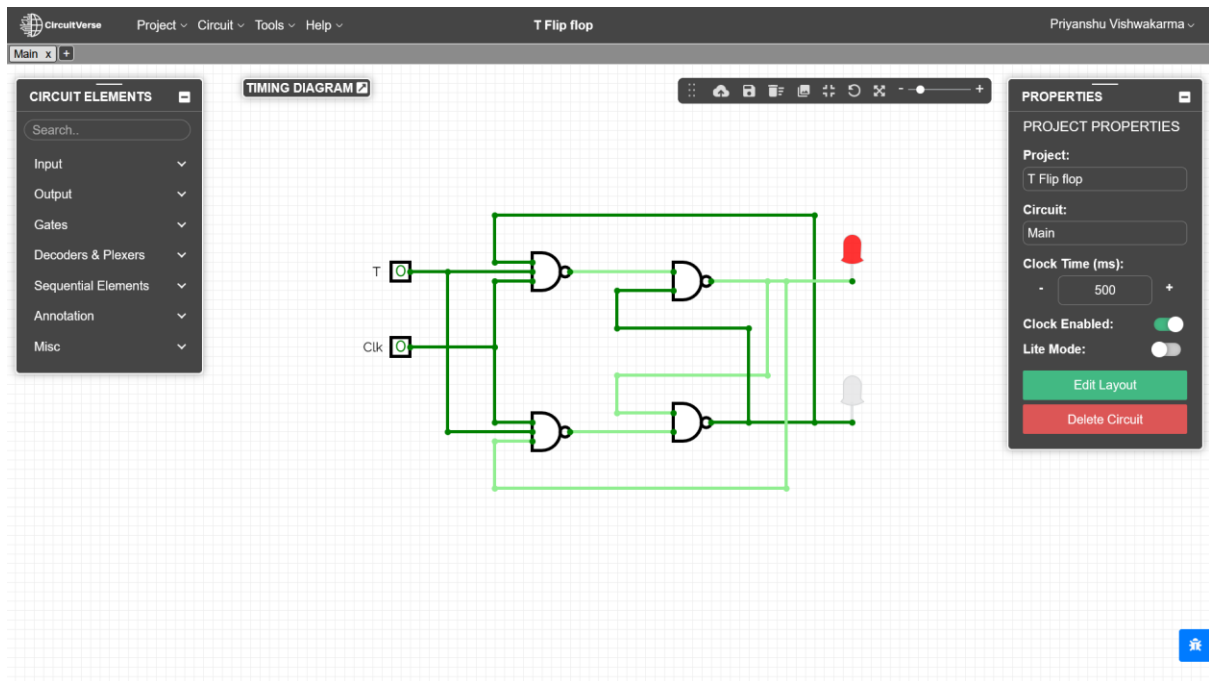 CircuitVerse Project Circuit Tools Help T Flip flop Priyanshu Vishwakarma
Main x +
CIRCUIT ELEMENTS
Search..
Input
Output
Gates
Decoders & Plexers
Sequential Elements
Annotation
Misc
TIMING DIAGRAM
- +
T 0
Clk 0
PROPERTIES
PROJECT PROPERTIES
Project:
T Flip flop
Circuit:
Main
Clock Time (ms):
- 500 +
Clock Enabled:
Lite Mode:
Edit Layout
Delete Circuit